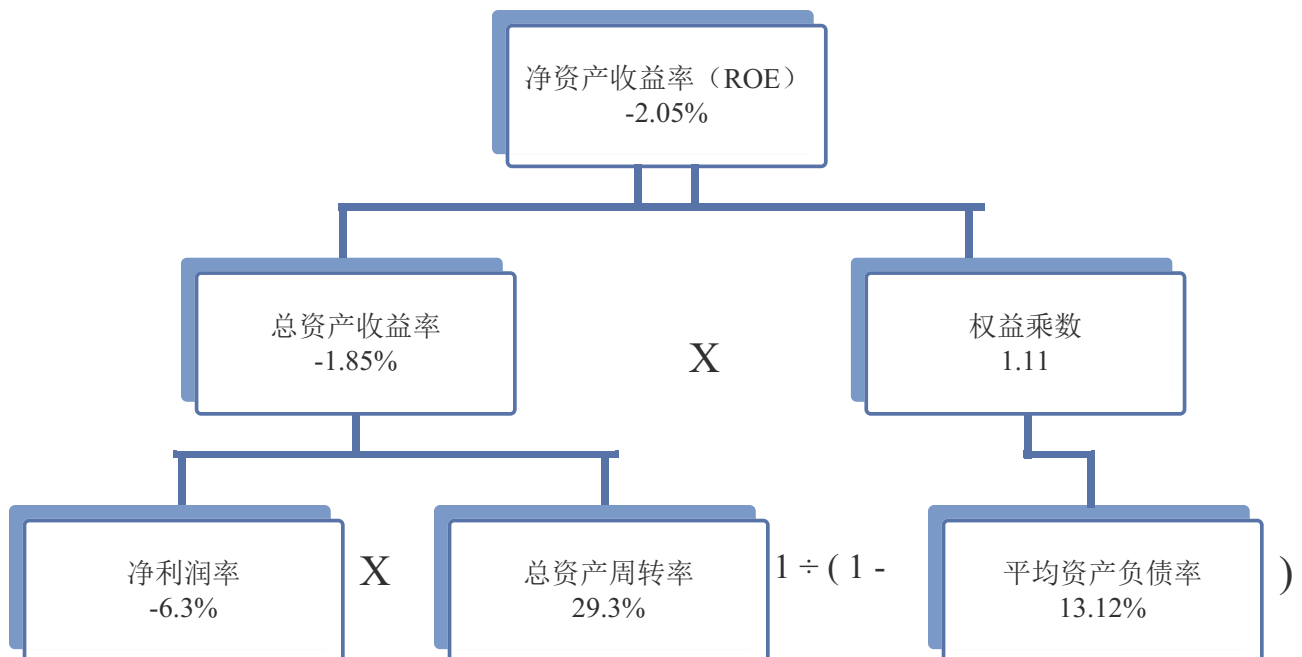 净资产收益率（ROE）
-2.05%
总资产收益率
-1.85%
X
权益乘数
1.11
净利润率
-6.3%
X
总资产周转率
29.3%
1 ÷ ( 1 -
平均资产负债率
13.12%
)